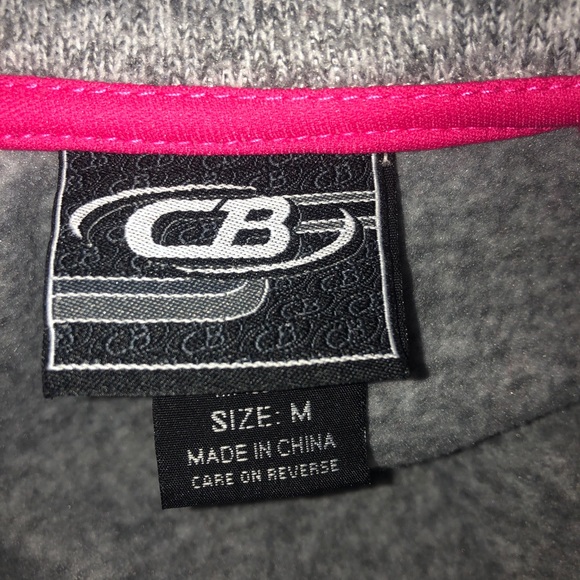 CB
SIZE: M
MADE IN CHINA
CARE ON REVERSE